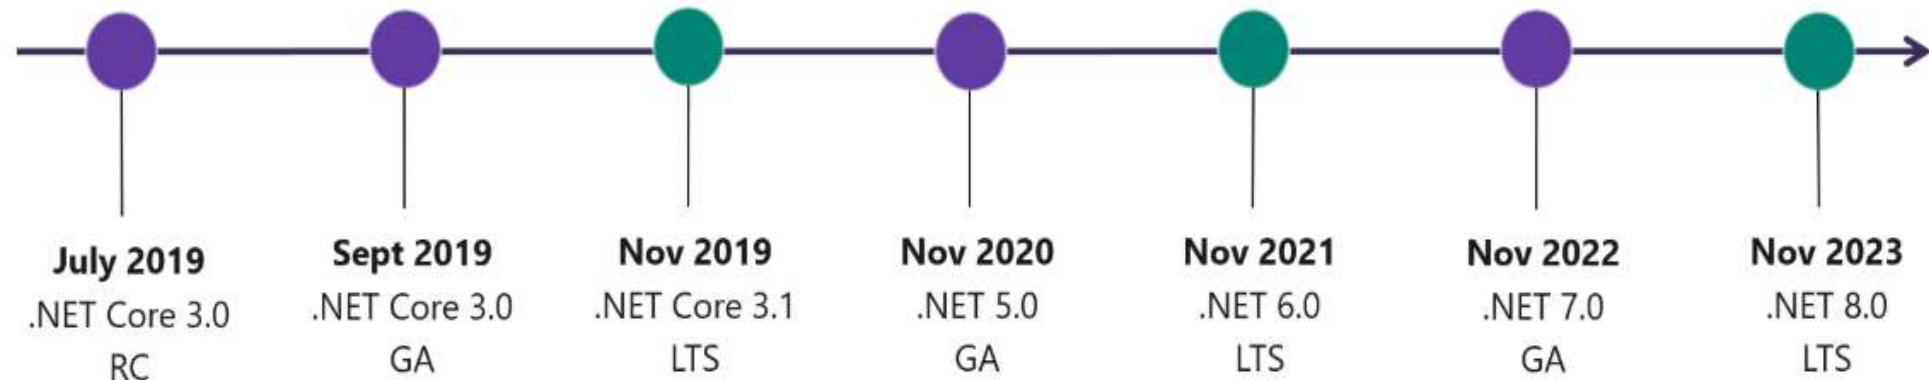 July 2019
.NET Core 3.0
RC
Sept 2019
.NET Core 3.0
GA
Nov 2019
.NET Core 3.1
LTS
Nov 2020
.NET 5.0
GA
Nov 2021
.NET 6.0
LTS
Nov 2022
.NET 7.0
GA
Nov 2023
.NET 8.0
LTS